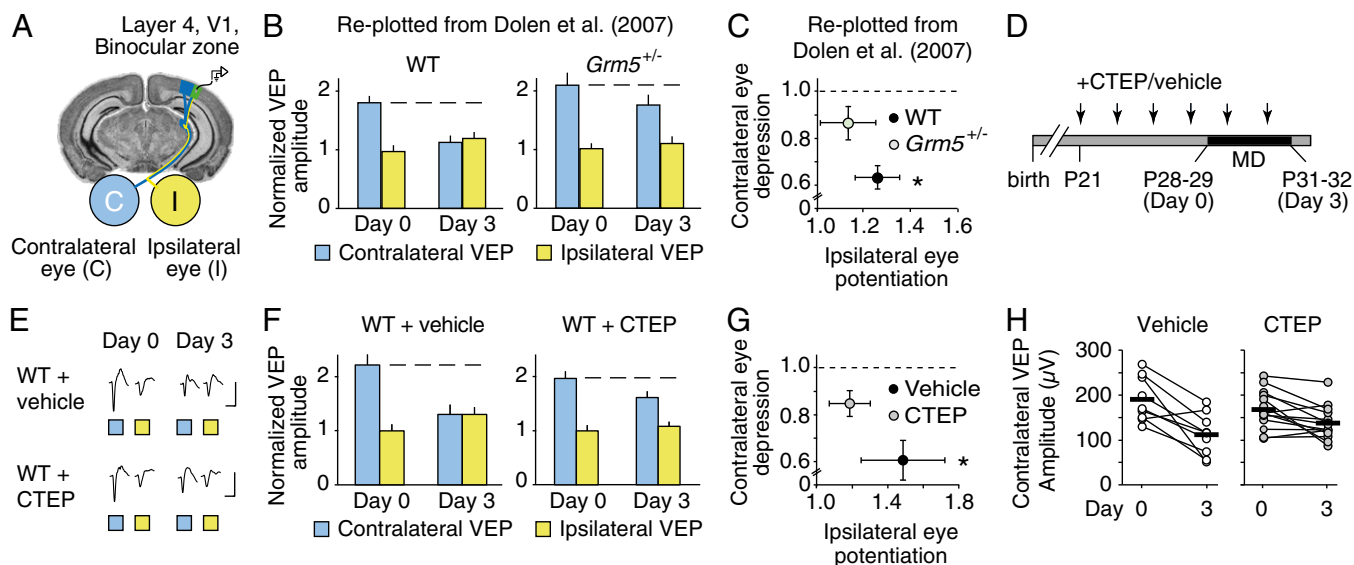 A
Layer 4, V1,
Binocular zone
C
I
Contralateral
eye (C)
Ipsilateral
eye (I)
B
Re-plotted from Dolen et al. (2007)
WT
Grm5+/-
Normalized VEP
amplitude
2
1
0
2
1
0
Day 0
Day 3
Day 0
Day 3
Contralateral VEP
Ipsilateral VEP
C
Re-plotted from
Dolen et al. (2007)
Contralateral eye
depression
1.0
0.8
0.6
0
WT
Grm5+/-
*
1.0
1.2
1.4
1.6
Ipsilateral eye
potentiation
D
+CTEP/vehicle
MD
birth
P21
P28-29
(Day 0)
P31-32
(Day 3)
E
Day 0
Day 3
WT +
vehicle
WT +
CTEP
F
WT + vehicle
WT + CTEP
Normalized VEP
amplitude
2
1
0
2
1
0
Day 0
Day 3
Day 0
Day 3
Contralateral VEP
Ipsilateral VEP
G
Contralateral eye
depression
1.0
0.8
0.6
0
Vehicle
CTEP
*
1.0
1.2
1.4
1.6
1.8
Ipsilateral eye
potentiation
H
Vehicle
CTEP
Contralateral VEP
Amplitude (µV)
300
200
100
0
Day
0
3
0
3